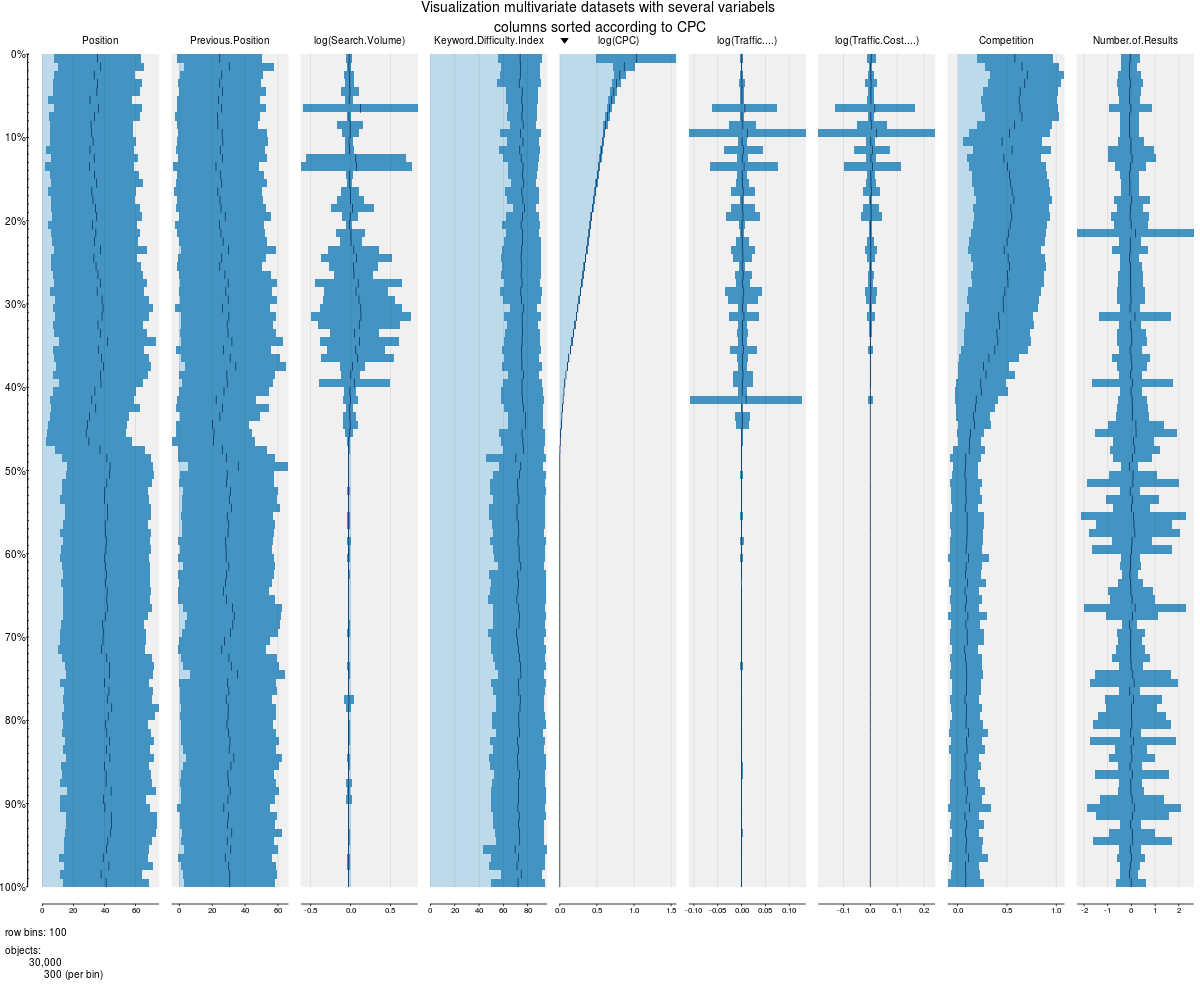 Visualization multivariate datasets with several variabels
columns sorted according to CPC
Position Previous.Position log(Search.Volume) Keyword.Difficulty.Index log(CPC) log(Traffic....) log(Traffic.Cost....) Competition Number.of.Results
0%
10%
20%
30%
40%
50%
60%
70%
80%
90%
100%
0 20 40 60 0 20 40 60 -0.5 0.0 0.5 0 20 40 60 80 0.0 0.5 1.0 1.5 -0.10 -0.05 0.00 0.05 0.10 -0.1 0.0 0.1 0.2 0.0 0.5 1.0 -2 -1 0 1 2
row bins: 100
objects:
30,000
300 (per bin)